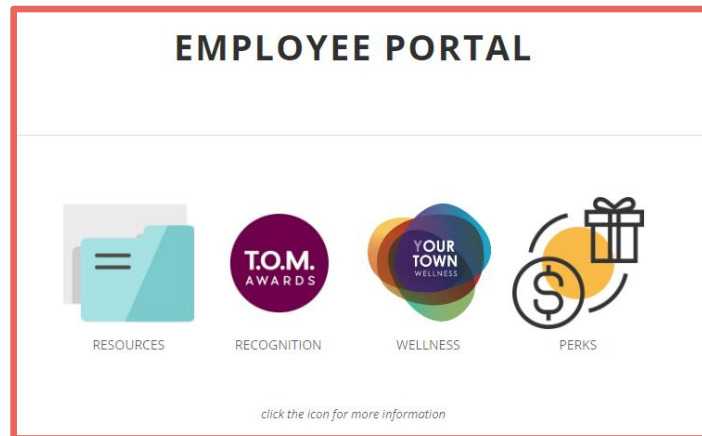 EMPLOYEE PORTAL
T.O.M.
AWARDS
YOUR
TOWN
WELLNESS
RESOURCES
RECOGNITION
WELLNESS
PERKS
$
click the icon for more information